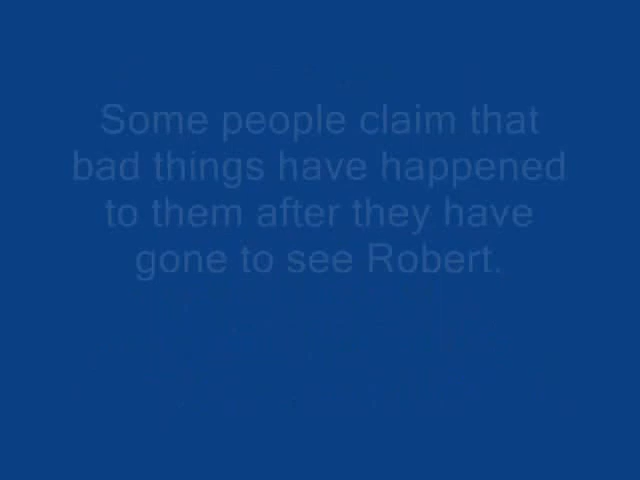 Some people claim that
bad things have happened
to them after they have
gone to see Robert.